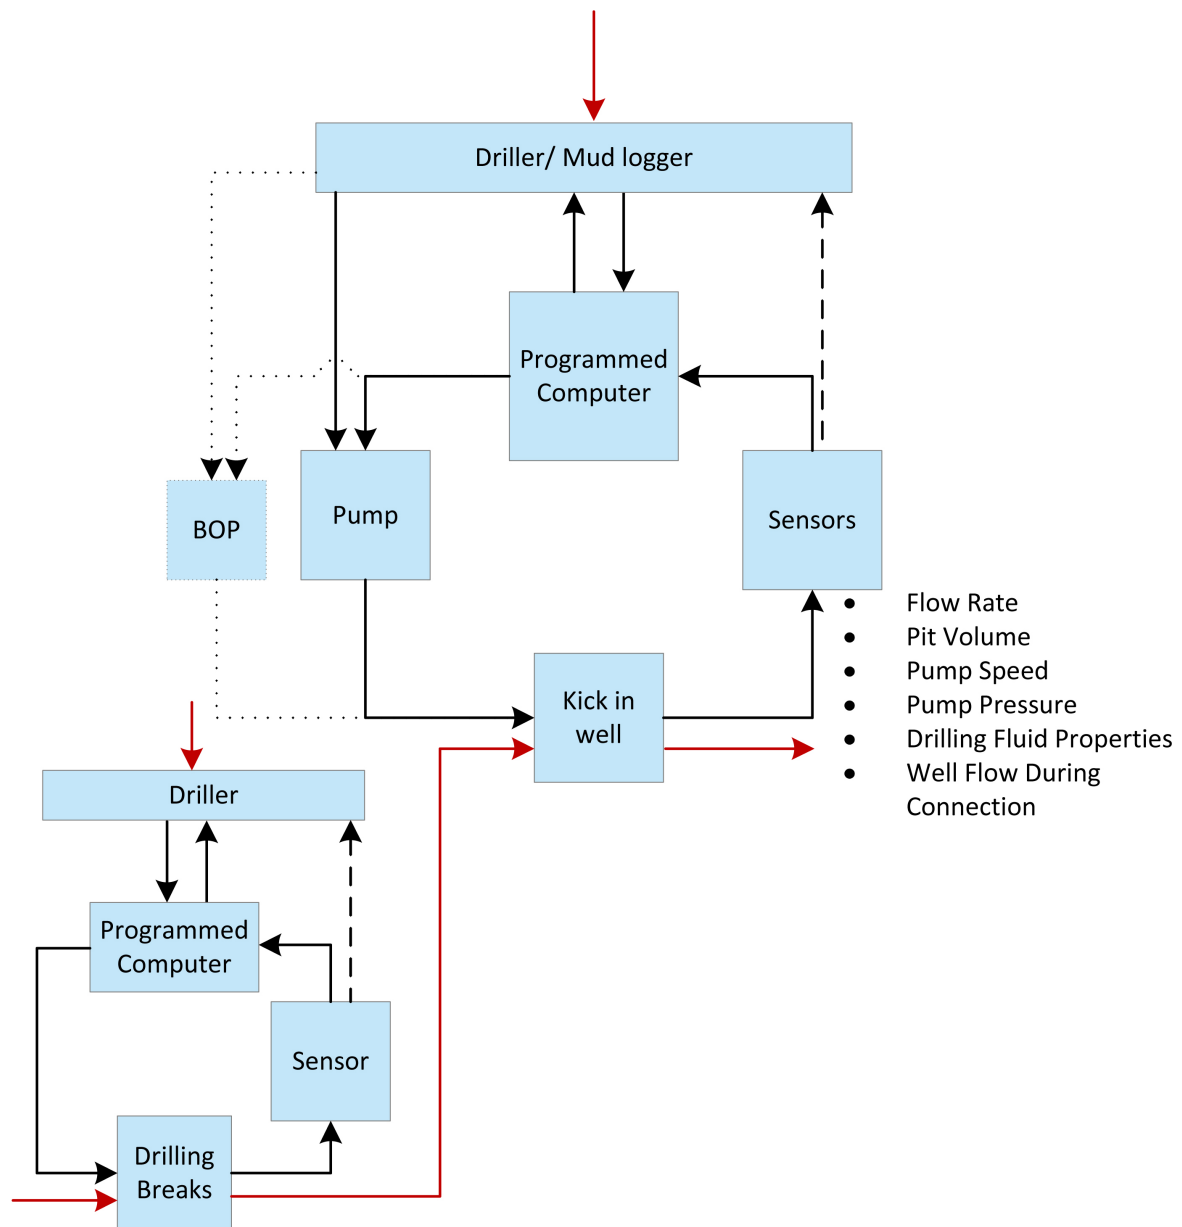 Driller/ Mud logger
Programmed
Computer
BOP
Pump
Sensors
• Flow Rate
• Pit Volume
• Pump Speed
• Pump Pressure
• Drilling Fluid Properties
• Well Flow During
Connection
Kick in
well
Driller
Programmed
Computer
Sensor
Drilling
Breaks